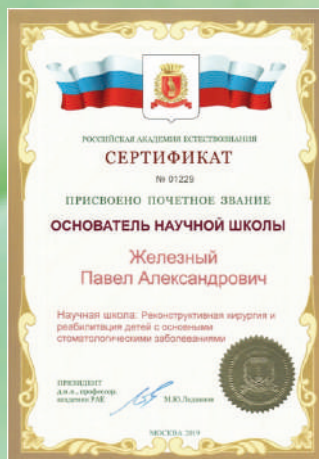 РОССИЙСКАЯ АКАДЕМИЯ ЕСТЕСТВОЗНАНИЯ
СЕРТИФИКАТ
№ 01229
ПРИСВОЕНО ПОЧЕТНОЕ ЗВАНИЕ
ОСНОВАТЕЛЬ НАУЧНОЙ ШКОЛЫ
Железный
Павел Александрович
Научная школа: Реконструктивная хирургия и
реабилитация детей с основными
стоматологическими заболеваниями
ПРЕЗИДЕНТ
д.м.н., профессор,
академик РАЕ
М.Ю.Ледванов
МОСКВА 2019